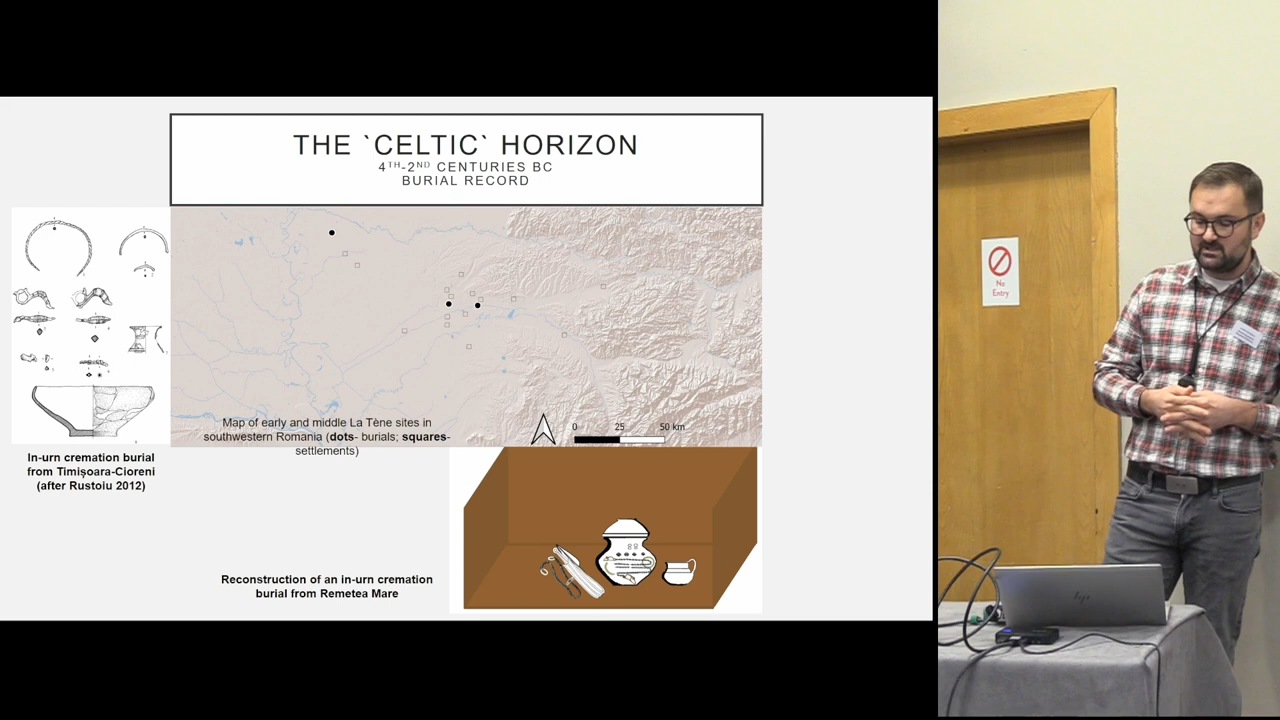 THE `CELTIC` HORIZON
4TH-2ND CENTURIES BC
BURIAL RECORD
Map of early and middle La Tène sites in
southwestern Romania (dots- burials; squares-
settlements)
0 25 50 km
In-urn cremation burial
from Timișoara-Cioreni
(after Rustoiu 2012)
Reconstruction of an in-urn cremation
burial from Remetea Mare
No
Entry
hp